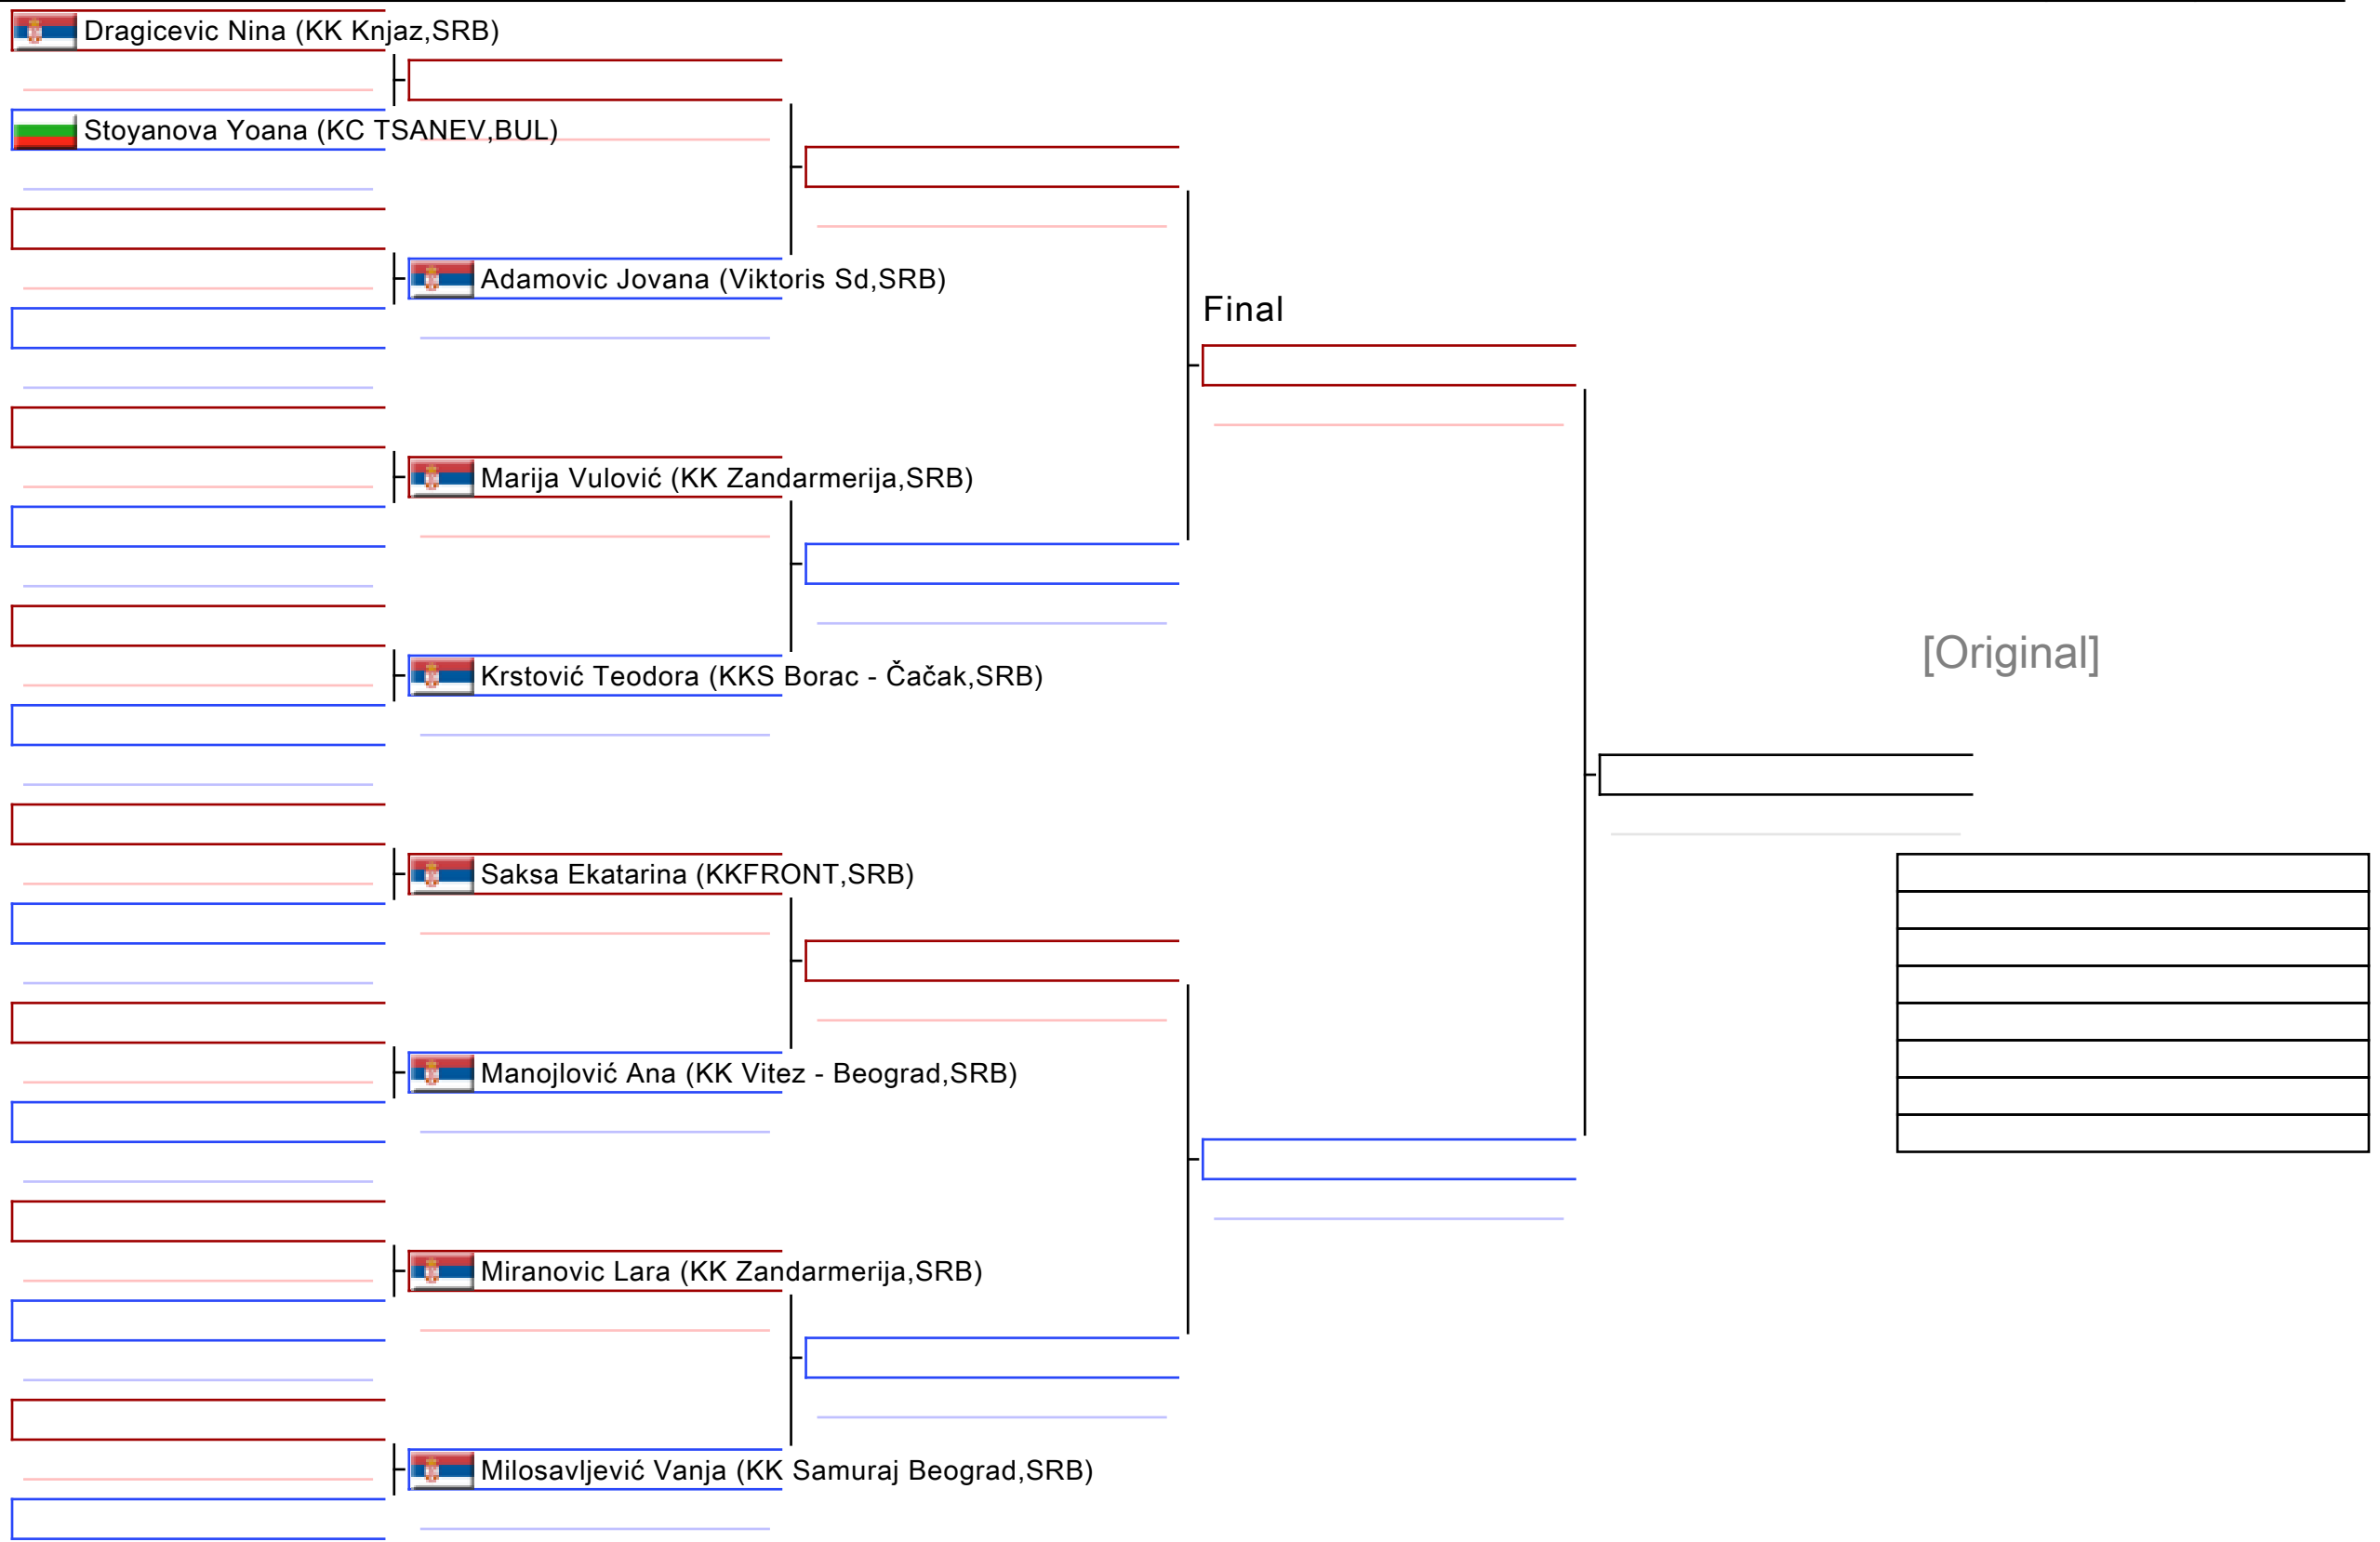 Dragicevic Nina (KK Knjaz,SRB)
Stoyanova Yoana (KC TSANEV,BUL)
Adamovic Jovana (Viktoris Sd,SRB)
Final
Marija Vulović (KK Zandarmerija,SRB)
[Original]
Krstović Teodora (KKS Borac - Čačak,SRB)
Saksa Ekatarina (KKFRONT,SRB)
Manojlović Ana (KK Vitez - Beograd,SRB)
Miranovic Lara (KK Zandarmerija,SRB)
Milosavljević Vanja (KK Samuraj Beograd,SRB)